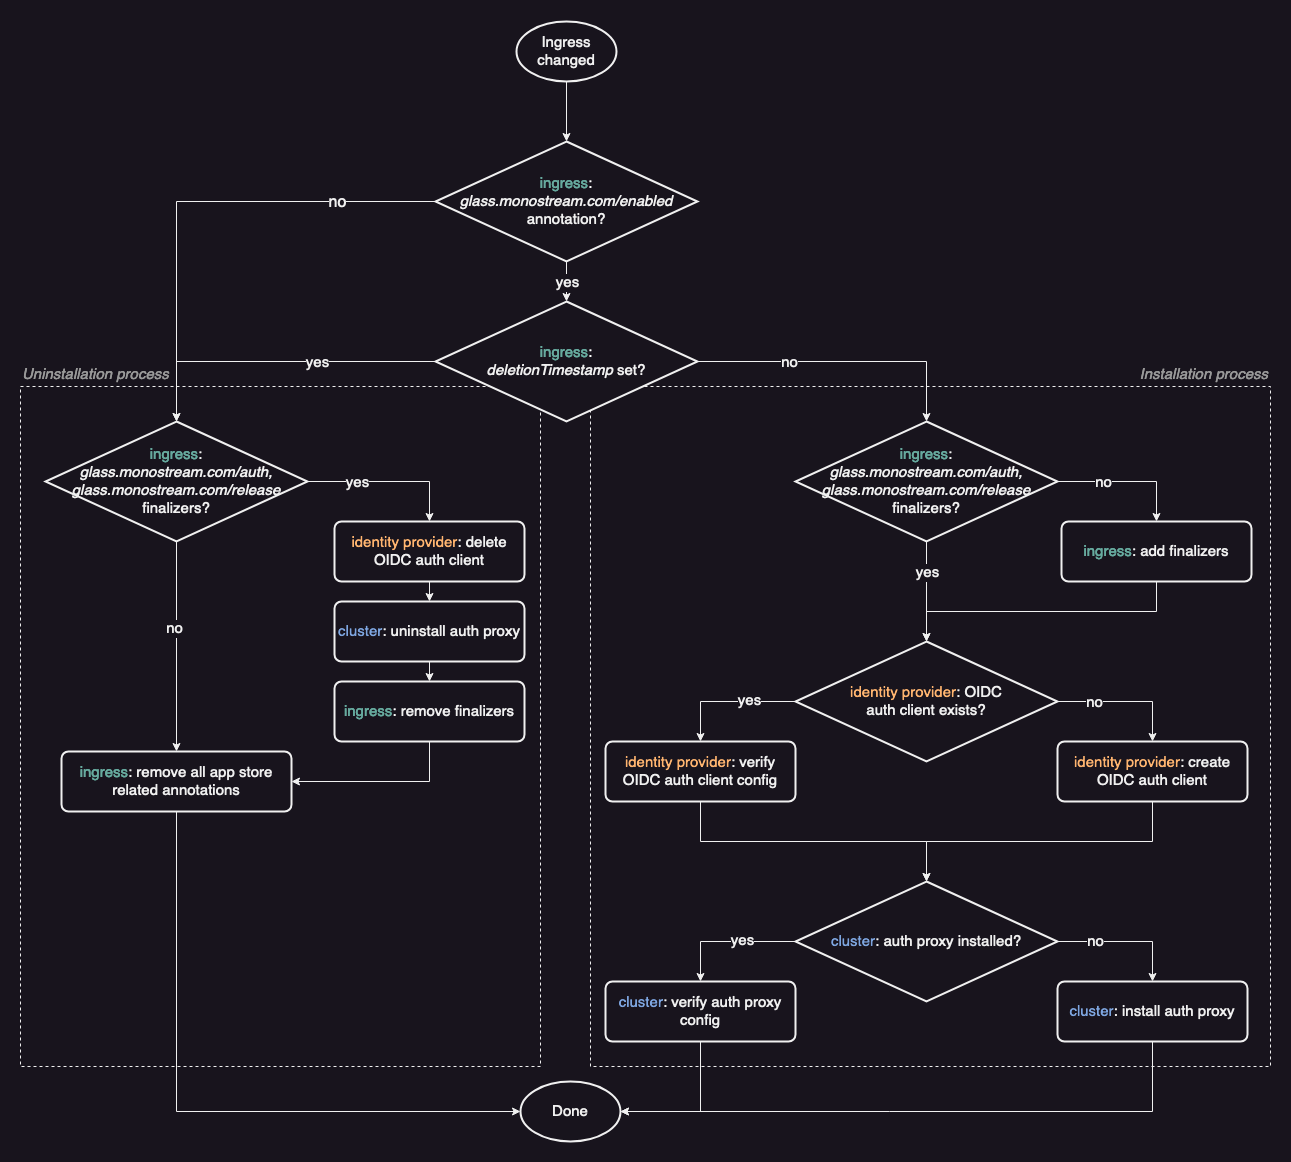 Ingress
changed
ingress:
glass.monostream.com/enabled
annotation?
no
yes
ingress:
deletionTimestamp set?
yes
no
Uninstallation process
Installation process
ingress:
glass.monostream.com/auth,
glass.monostream.com/release
finalizers?
yes
identity provider: delete
OIDC auth client
cluster: uninstall auth proxy
ingress: remove finalizers
no
ingress: remove all app store
related annotations
ingress:
glass.monostream.com/auth,
glass.monostream.com/release
finalizers?
no
ingress: add finalizers
yes
identity provider: OIDC
auth client exists?
yes
no
identity provider: verify
OIDC auth client config
identity provider: create
OIDC auth client
cluster: auth proxy installed?
yes
no
cluster: verify auth proxy
config
cluster: install auth proxy
Done